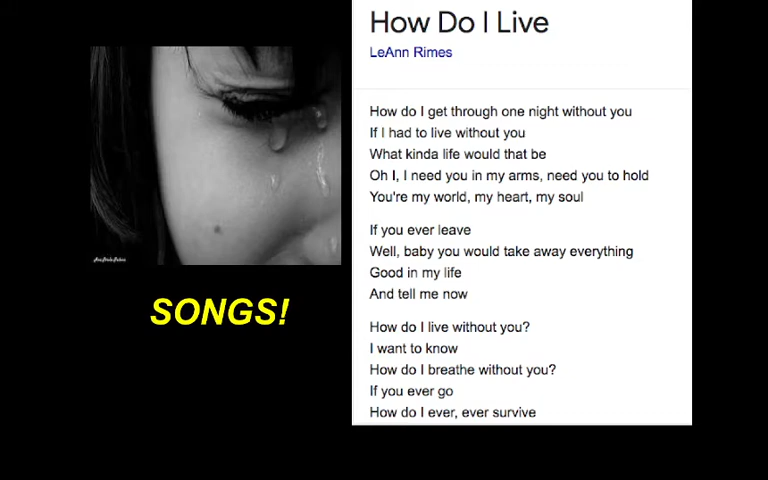 How Do I Live
LeAnn Rimes
How do I get through one night without you
If I had to live without you
What kinda life would that be
Oh I, I need you in my arms, need you to hold
You're my world, my heart, my soul
If you ever leave
Well, baby you would take away everything
Good in my life
And tell me now
How do I live without you?
I want to know
How do I breathe without you?
If you ever go
How do I ever, ever survive
SONGS!